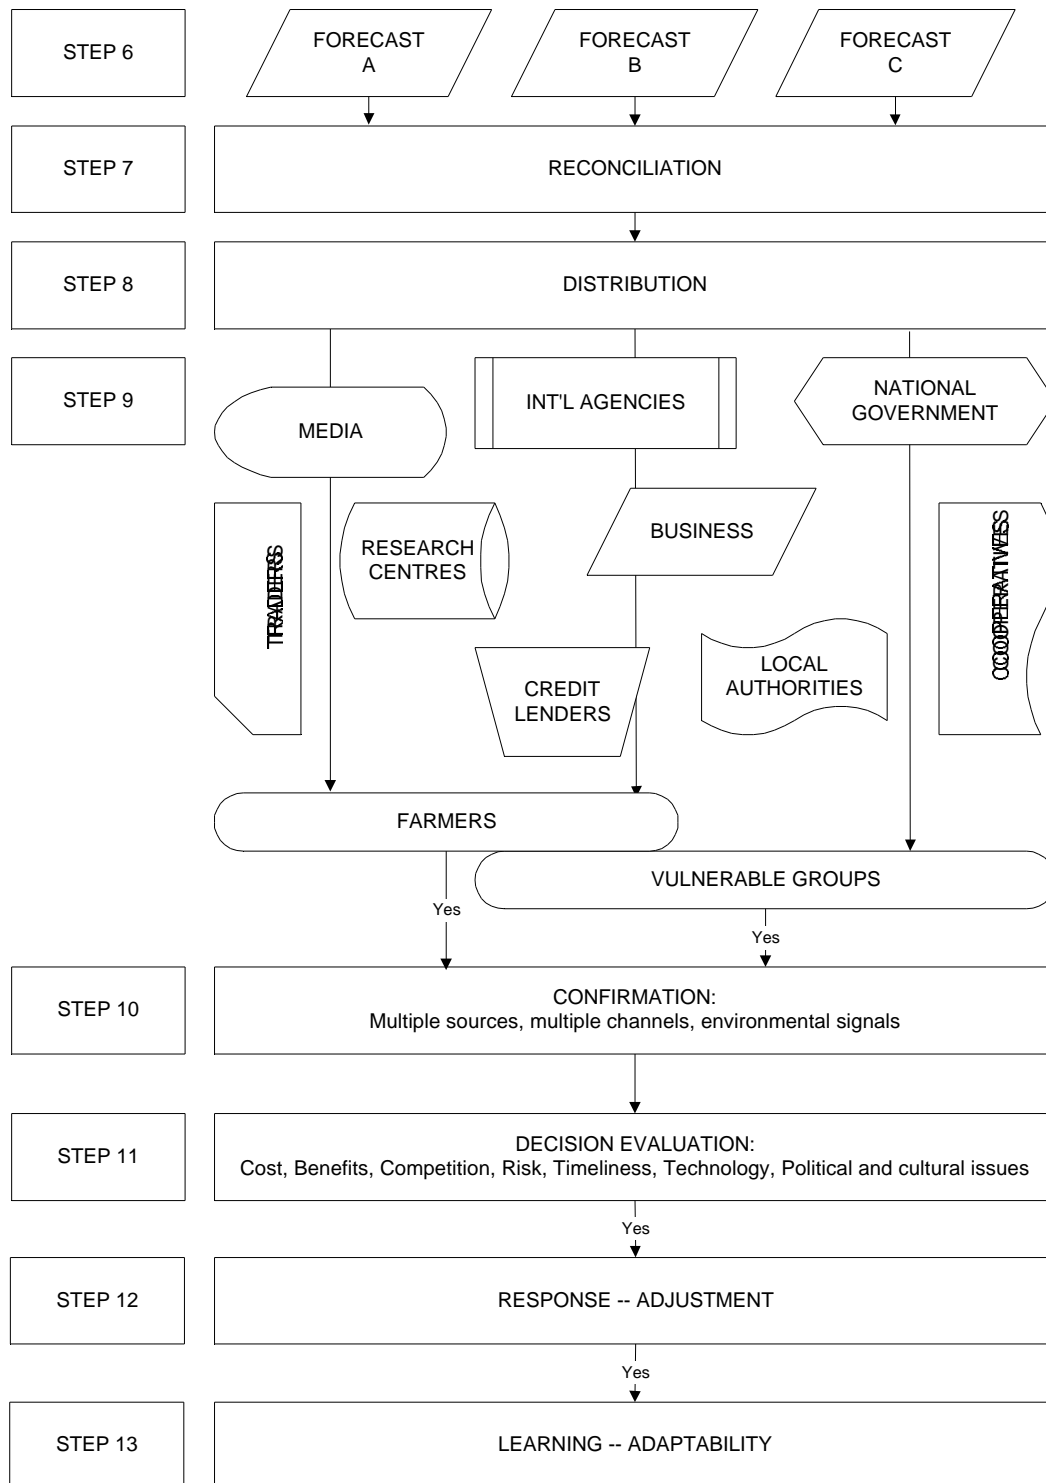 STEP 6
FORECAST
A
FORECAST
B
FORECAST
C
STEP 7
RECONCILIATION
STEP 8
DISTRIBUTION
STEP 9
MEDIA
INT'L AGENCIES
NATIONAL
GOVERNMENT
TRADERS
RESEARCH
CENTRES
BUSINESS
COOPERATIVES
CREDIT
LENDERS
LOCAL
AUTHORITIES
FARMERS
VULNERABLE GROUPS
Yes
Yes
STEP 10
CONFIRMATION:
Multiple sources, multiple channels, environmental signals
STEP 11
DECISION EVALUATION:
Cost, Benefits, Competition, Risk, Timeliness, Technology, Political and cultural issues
Yes
STEP 12
RESPONSE -- ADJUSTMENT
Yes
STEP 13
LEARNING -- ADAPTABILITY